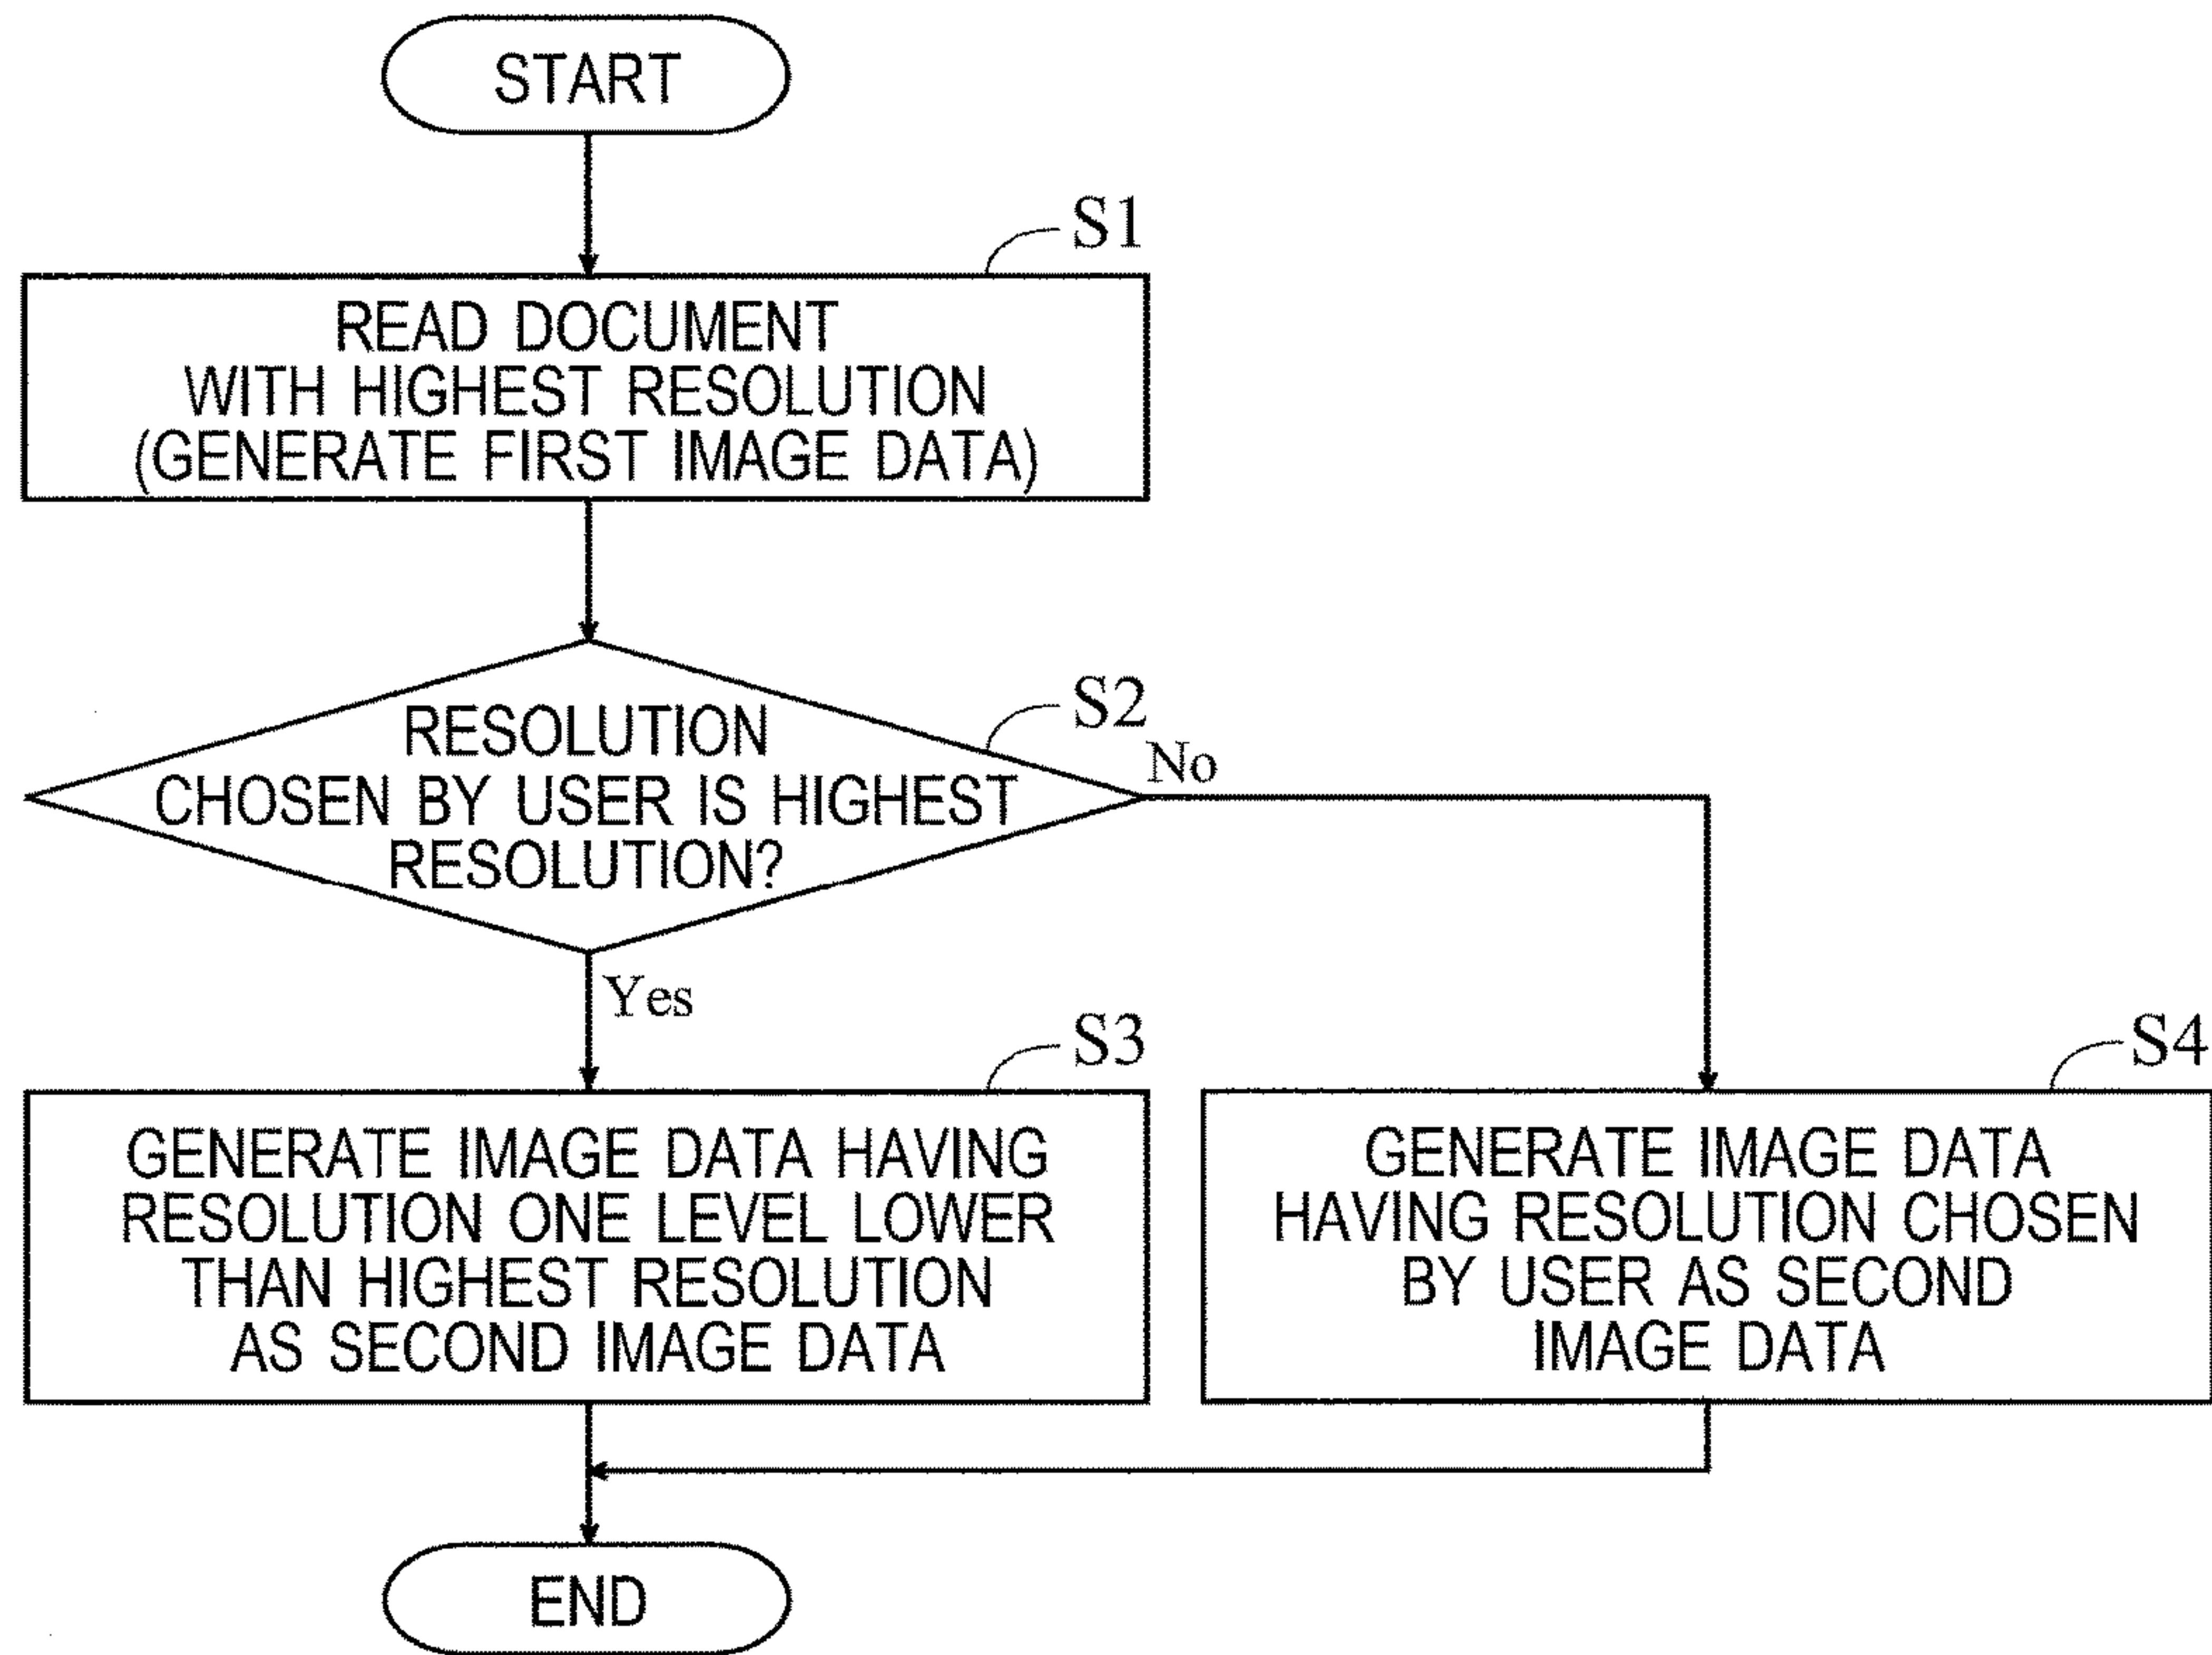 START
S1
READ DOCUMENT
WITH HIGHEST RESOLUTION
(GENERATE FIRST IMAGE DATA)
S2
RESOLUTION
CHOSEN BY USER IS HIGHEST
RESOLUTION?
No
Yes
S3
GENERATE IMAGE DATA HAVING
RESOLUTION ONE LEVEL LOWER
THAN HIGHEST RESOLUTION
AS SECOND IMAGE DATA
S4
GENERATE IMAGE DATA
HAVING RESOLUTION CHOSEN
BY USER AS SECOND
IMAGE DATA
END